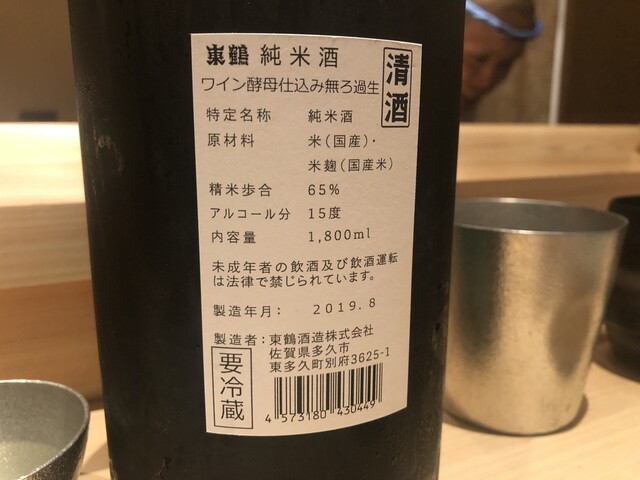 東鶴 純米酒
清酒
ワイン酵母仕込み無ろ過生
特定名称 純米酒
原材料 米(国産)・
米麹(国産米)
精米歩合 65%
アルコール分 15度
内容量 1,800ml
未成年者の飲酒及び飲酒運転
は法律で禁じられています。
製造年月: 2019.8
製造者:東鶴酒造株式会社
佐賀県多久市
東多久町別府3625-1
要冷蔵
4 573180 430449